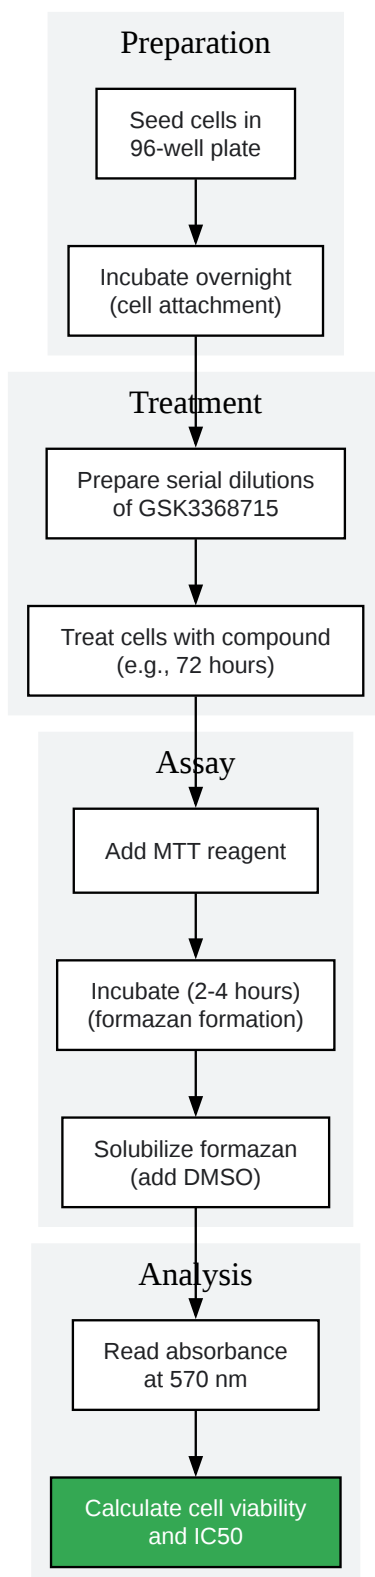 Preparation
Seed cells in
96-well plate
Incubate overnight
(cell attachment)
Treatment
Prepare serial dilutions
of GSK3368715
Treat cells with compound
(e.g., 72 hours)
Assay
Add MTT reagent
Incubate (2-4 hours)
(formazan formation)
Solubilize formazan
(add DMSO)
Analysis
Read absorbance
at 570 nm
Calculate cell viability
and IC50